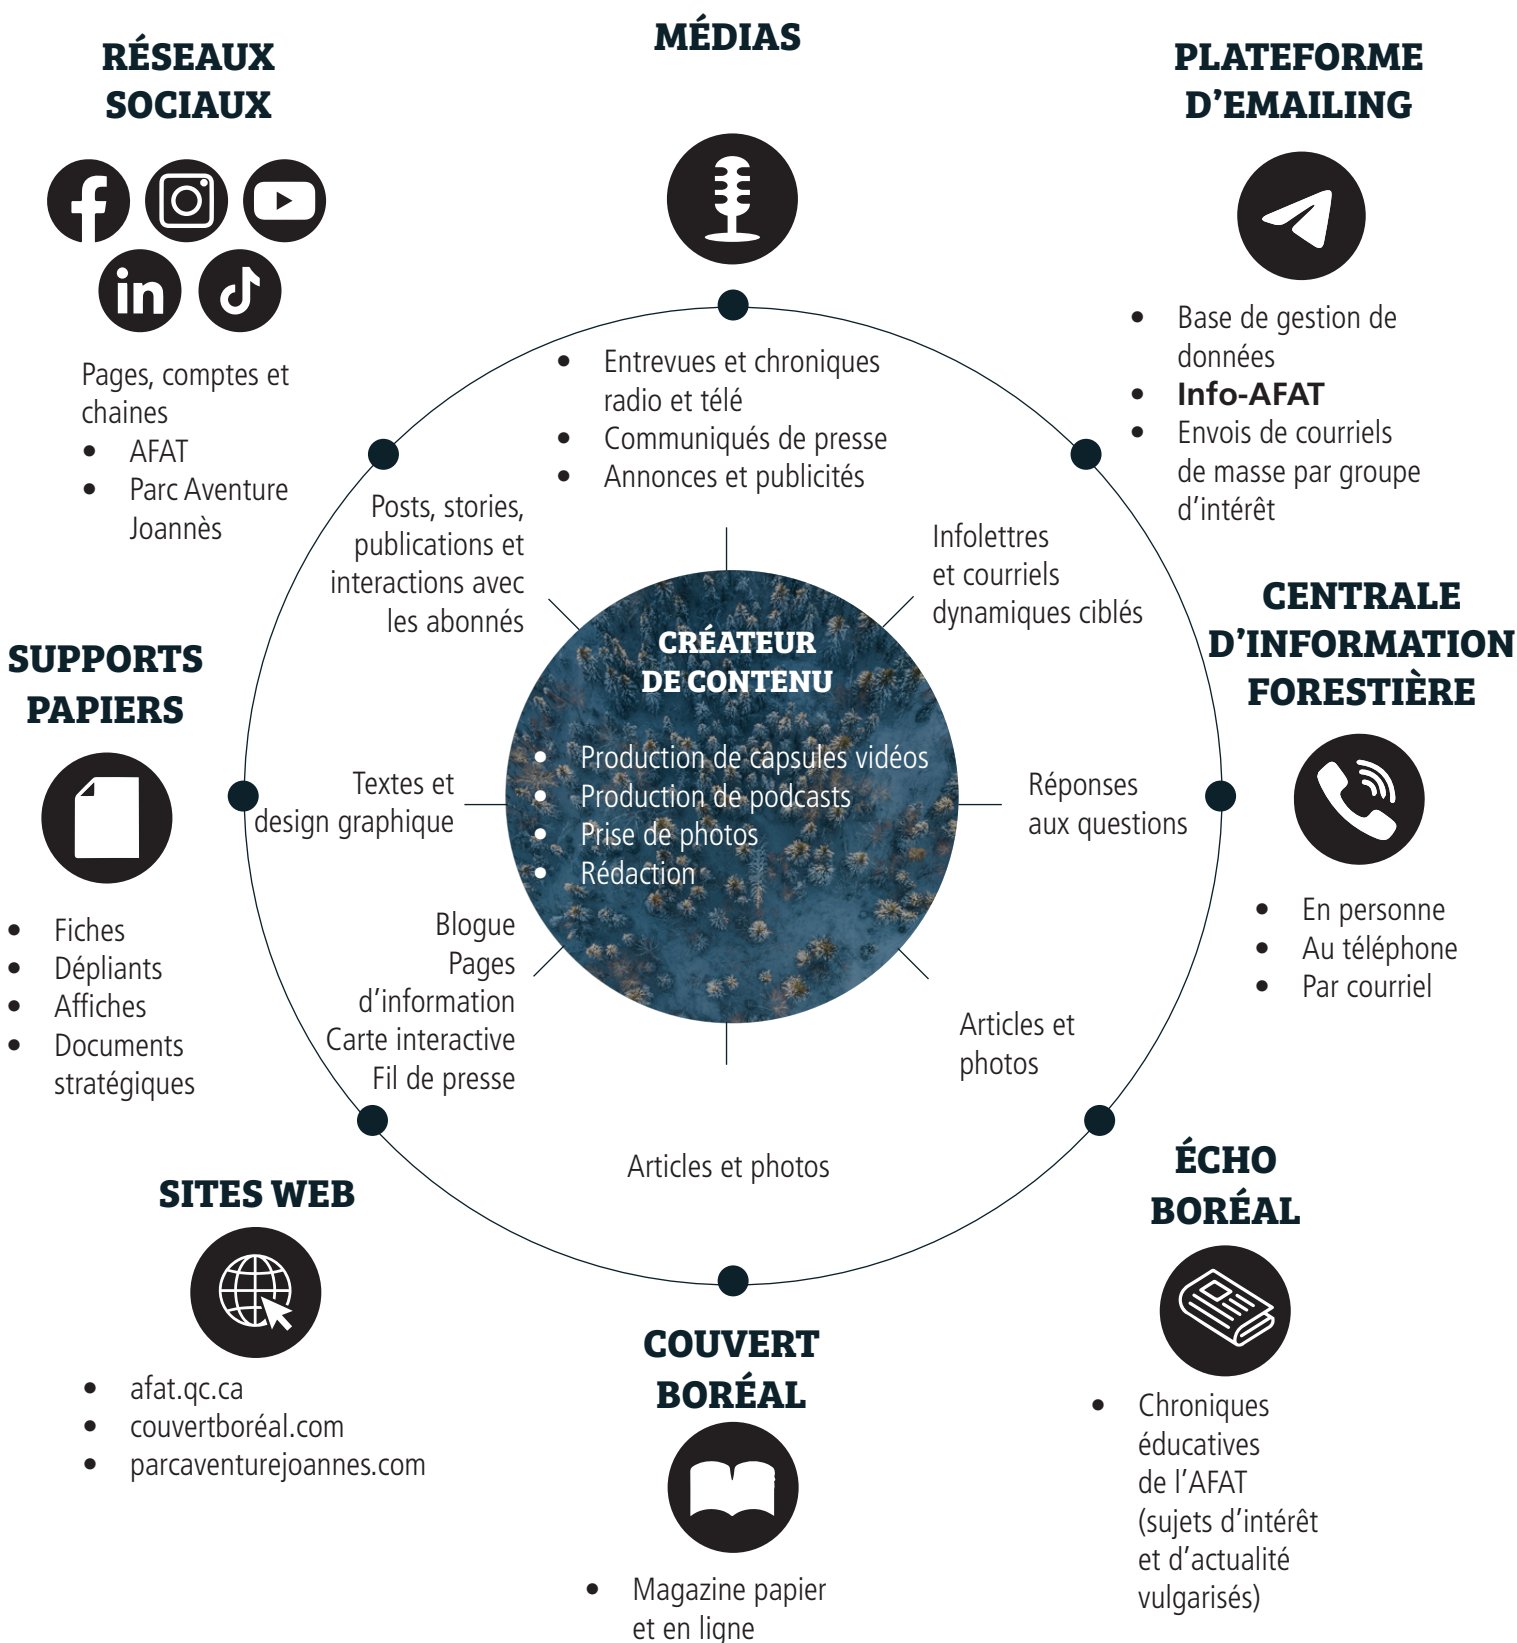 MÉDIAS
RÉSEAUX
SOCIAUX
PLATEFORME
D'EMAILING
in
Pages, comptes et
chaines
• AFAT
• Parc Aventure
Joannès
• Entrevues et chroniques
radio et télé
• Communiqués de presse
• Annonces et publicités
• Base de gestion de
données
• Info-AFAT
• Envois de courriels
de masse par groupe
d'intérêt
Posts, stories,
publications et
interactions avec
les abonnés
Infolettres
et courriels
dynamiques ciblés
CENTRALE
D'INFORMATION
FORESTIÈRE
SUPPORTS
PAPIERS
CRÉATEUR
DE CONTENU
• Production de capsules vidéos
• Production de podcasts
• Prise de photos
• Rédaction
Textes et
design graphique
Réponses
aux questions
• Fiches
• Dépliants
• Affiches
• Documents
stratégiques
Blogue
Pages
d'information
Carte interactive
Fil de presse
• En personne
• Au téléphone
• Par courriel
Articles et
photos
Articles et photos
SITES WEB
• afat.qc.ca
• couvertboréal.com
• parcaventurejoannes.com
COUVERT
BORÉAL
• Magazine papier
et en ligne
ÉCHO
BORÉAL
• Chroniques
éducatives
de l'AFAT
(sujets d'intérêt
et d'actualité
vulgarisés)